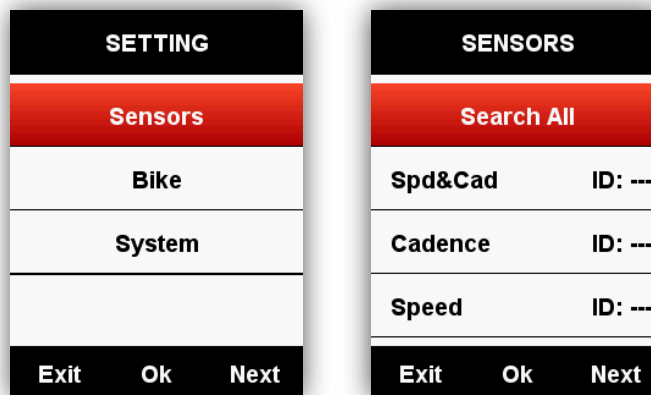 SETTING
Sensors
Bike
System
Exit Ok Next
SENSORS
Search All
Spd&Cad ID: ---
Cadence ID: ---
Speed ID: ---
Exit Ok Next